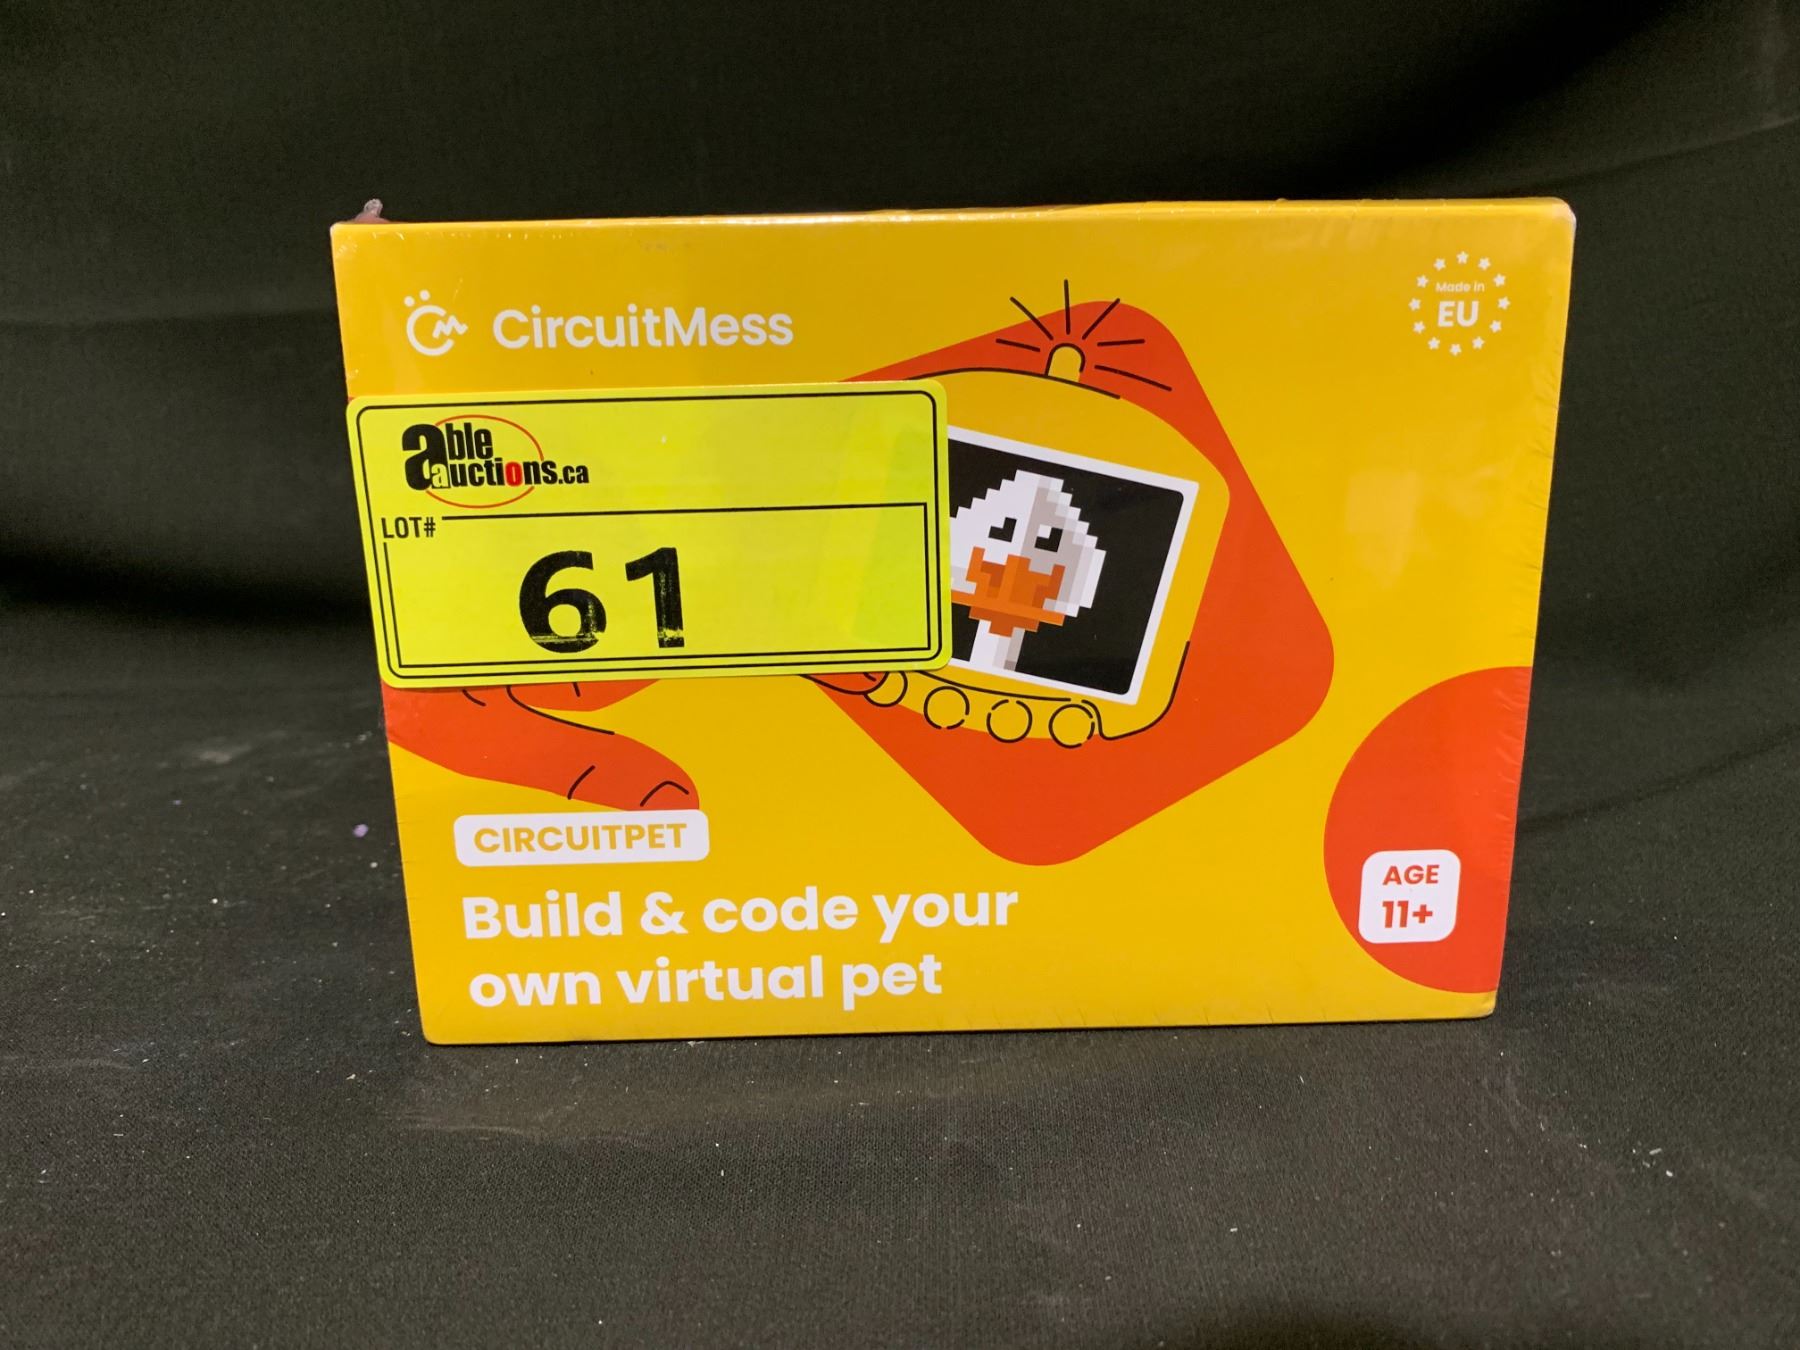 CircuitMess
Made in
EU
able
auctions.ca
LOT#
61
CIRCUITPET
Build & code your
own virtual pet
AGE
11+